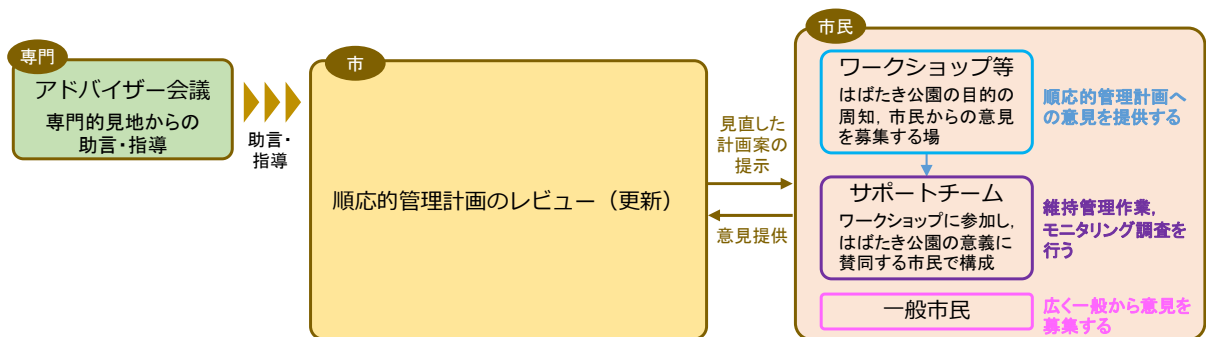 専門
アドバイザー会議
専門的見地からの
助言・指導
助言・
指導
市
順応的管理計画のレビュー（更新）
見直した
計画案の
提示
意見提供
市民
ワークショップ等
はばたき公園の目的の
周知，市民からの意見
を募集する場
順応的管理計画へ
の意見を提供する
サポートチーム
ワークショップに参加し，
はばたき公園の意義に
賛同する市民で構成
維持管理作業，
モニタリング調査を
行う
一般市民
広く一般から意見を
募集する